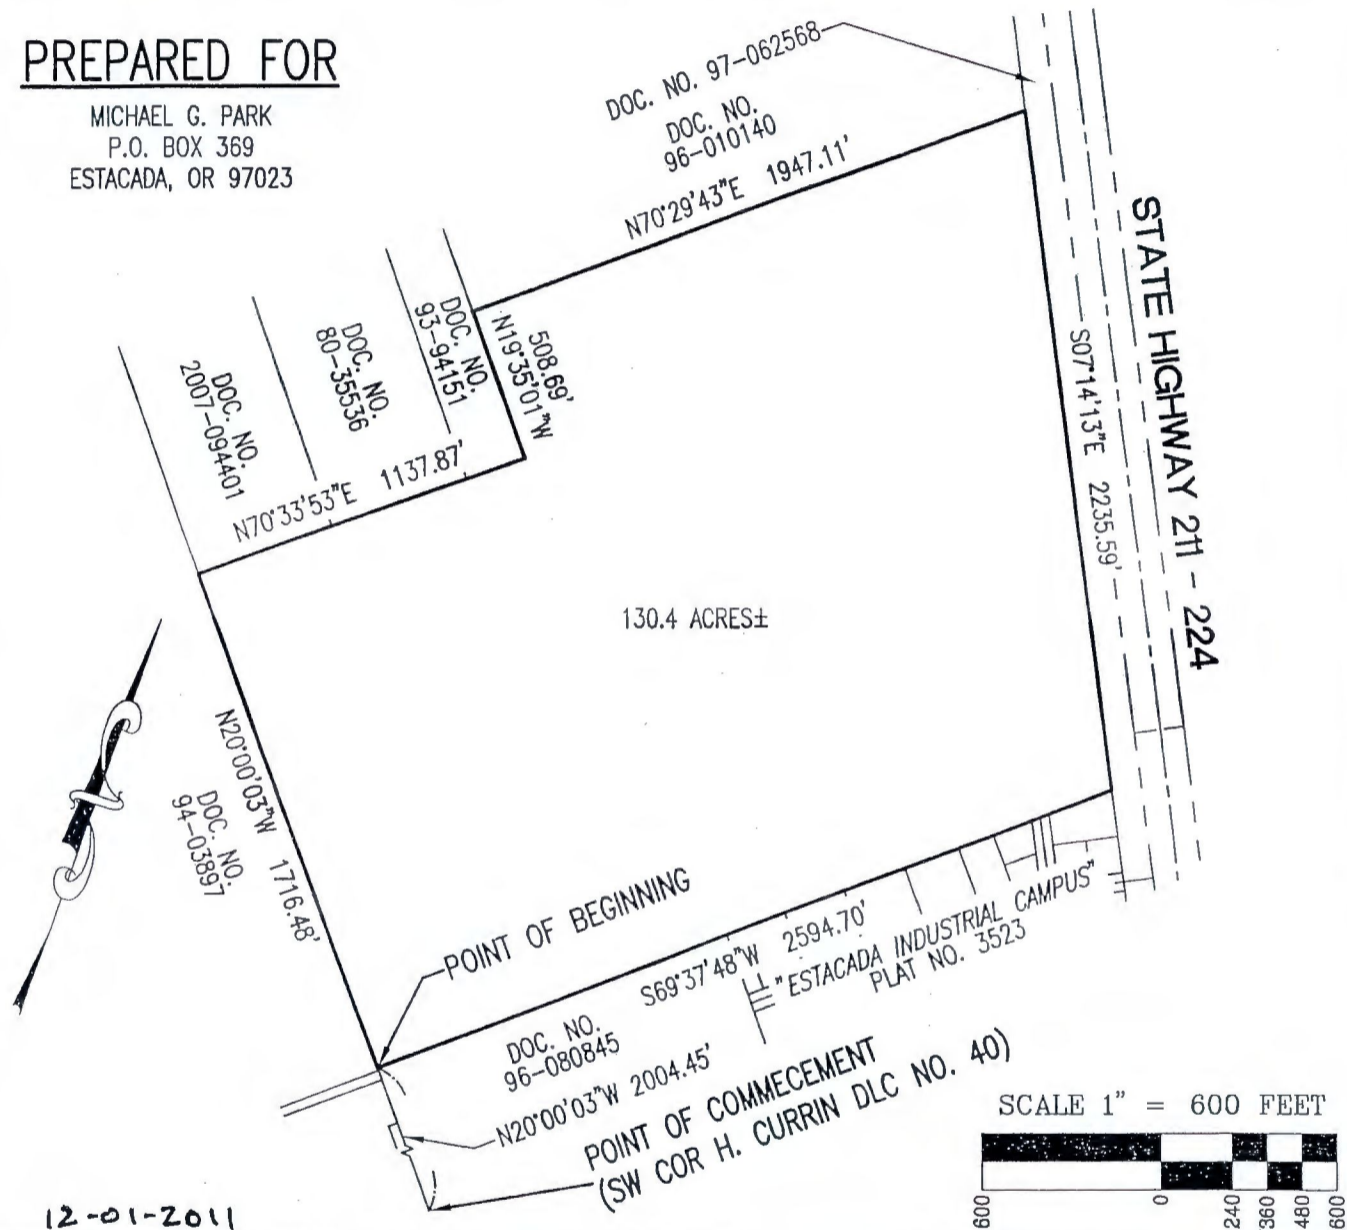 PREPARED FOR
MICHAEL G. PARK
P.O. BOX 369
ESTACADA, OR 97023
DOC. NO. 97-062568
DOC. NO.
96-010140
N70°29'43"E 1947.11'
STATE HIGHWAY 211 - 224
S07°14'13"E 2235.59'
508.69'
N19°35'01"W
DOC. NO.
93-94151
DOC. NO.
80-35536
DOC. NO.
2007-094401
N70°33'53"E 1137.87'
130.4 ACRES±
N20°00'03"W 1716.48'
DOC. NO.
94-03897
POINT OF BEGINNING
S69°37'48"W 2594.70'
"ESTACADA INDUSTRIAL CAMPUS"
PLAT NO. 3523
DOC. NO.
96-080845
N20°00'03"W 2004.45'
POINT OF COMMECEMENT
(SW COR H. CURRIN DLC NO. 40)
SCALE 1" = 600 FEET
600 0 240 360 480 600
12-01-2011